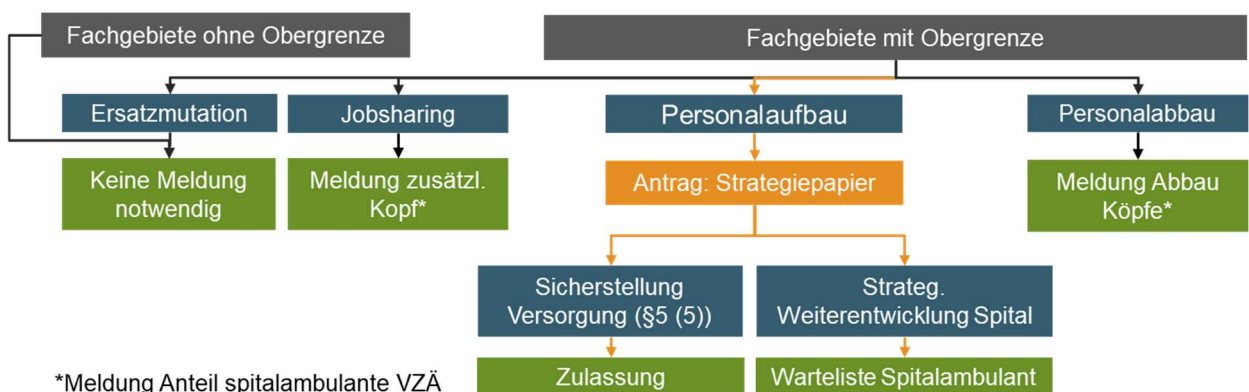 Fachgebiete ohne Obergrenze
Fachgebiete mit Obergrenze
Ersatzmutation
Jobsharing
Personalaufbau
Personalabbau
Keine Meldung
notwendig
Meldung zusätzl.
Kopf*
Antrag: Strategiepapier
Meldung Abbau
Köpfe*
Sicherstellung
Versorgung (§5 (5))
Strateg.
Weiterentwicklung Spital
Zulassung
Warteliste Spitalambulant
*Meldung Anteil spitalambulante VZÄ